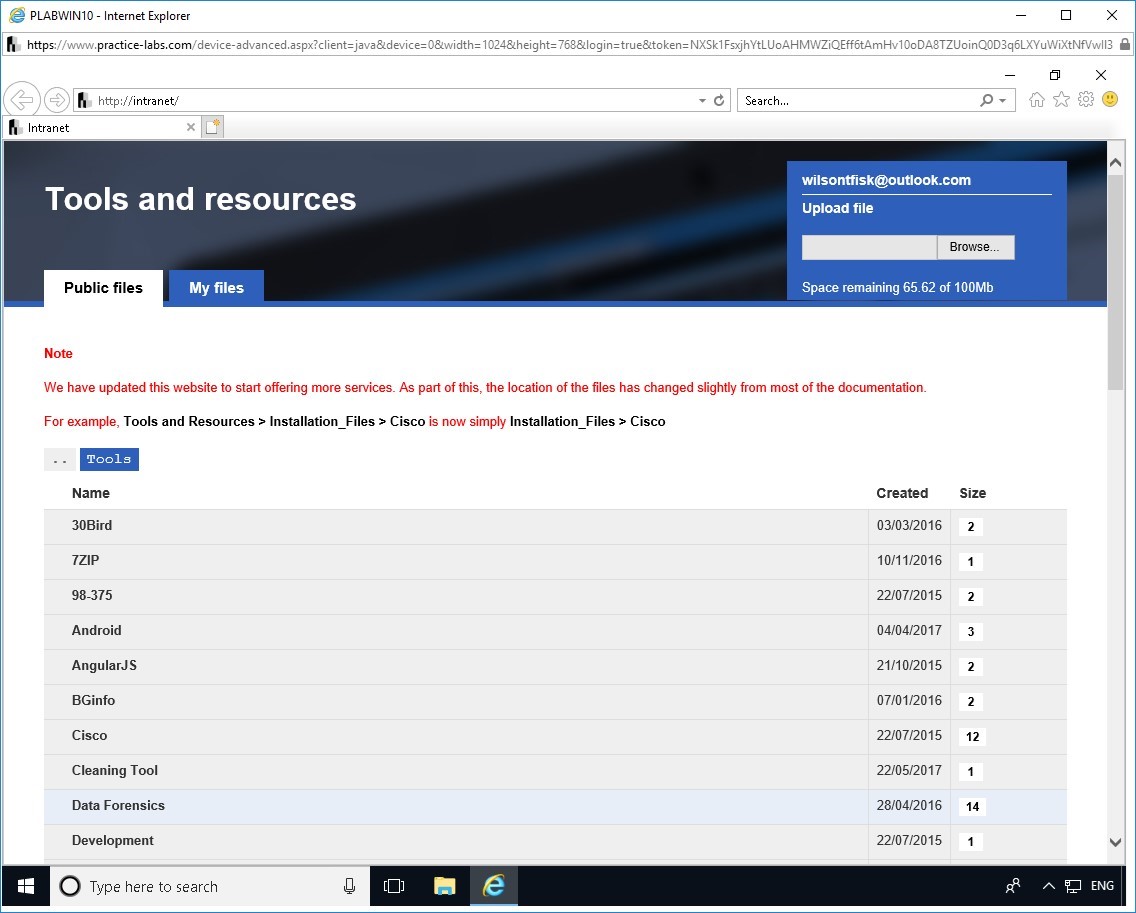 PLABWIN10 - Internet Explorer
https://www.practice-labs.com/device-advanced.aspx?client=java&device=0&width=1024&height=768&login=true&token=NXSk1FsxjhYtLUoAHMWZiQEff6tAmHv10oDA8TZUoinQ0D3q6LXYuWiXtNfVwlI3
http://intranet/
Search...
Intranet
Tools and resources
wilsontfisk@outlook.com
Upload file
Browse...
Space remaining 65.62 of 100Mb
Public files My files
Note
We have updated this website to start offering more services. As part of this, the location of the files has changed slightly from most of the documentation.
For example, Tools and Resources > Installation_Files > Cisco is now simply Installation_Files > Cisco
.. Tools
Name Created Size
30Bird 03/03/2016 2
7ZIP 10/11/2016 1
98-375 22/07/2015 2
Android 04/04/2017 3
AngularJS 21/10/2015 2
BGinfo 07/01/2016 2
Cisco 22/07/2015 12
Cleaning Tool 22/05/2017 1
Data Forensics 28/04/2016 14
Development 22/07/2015 1
Type here to search
ENG